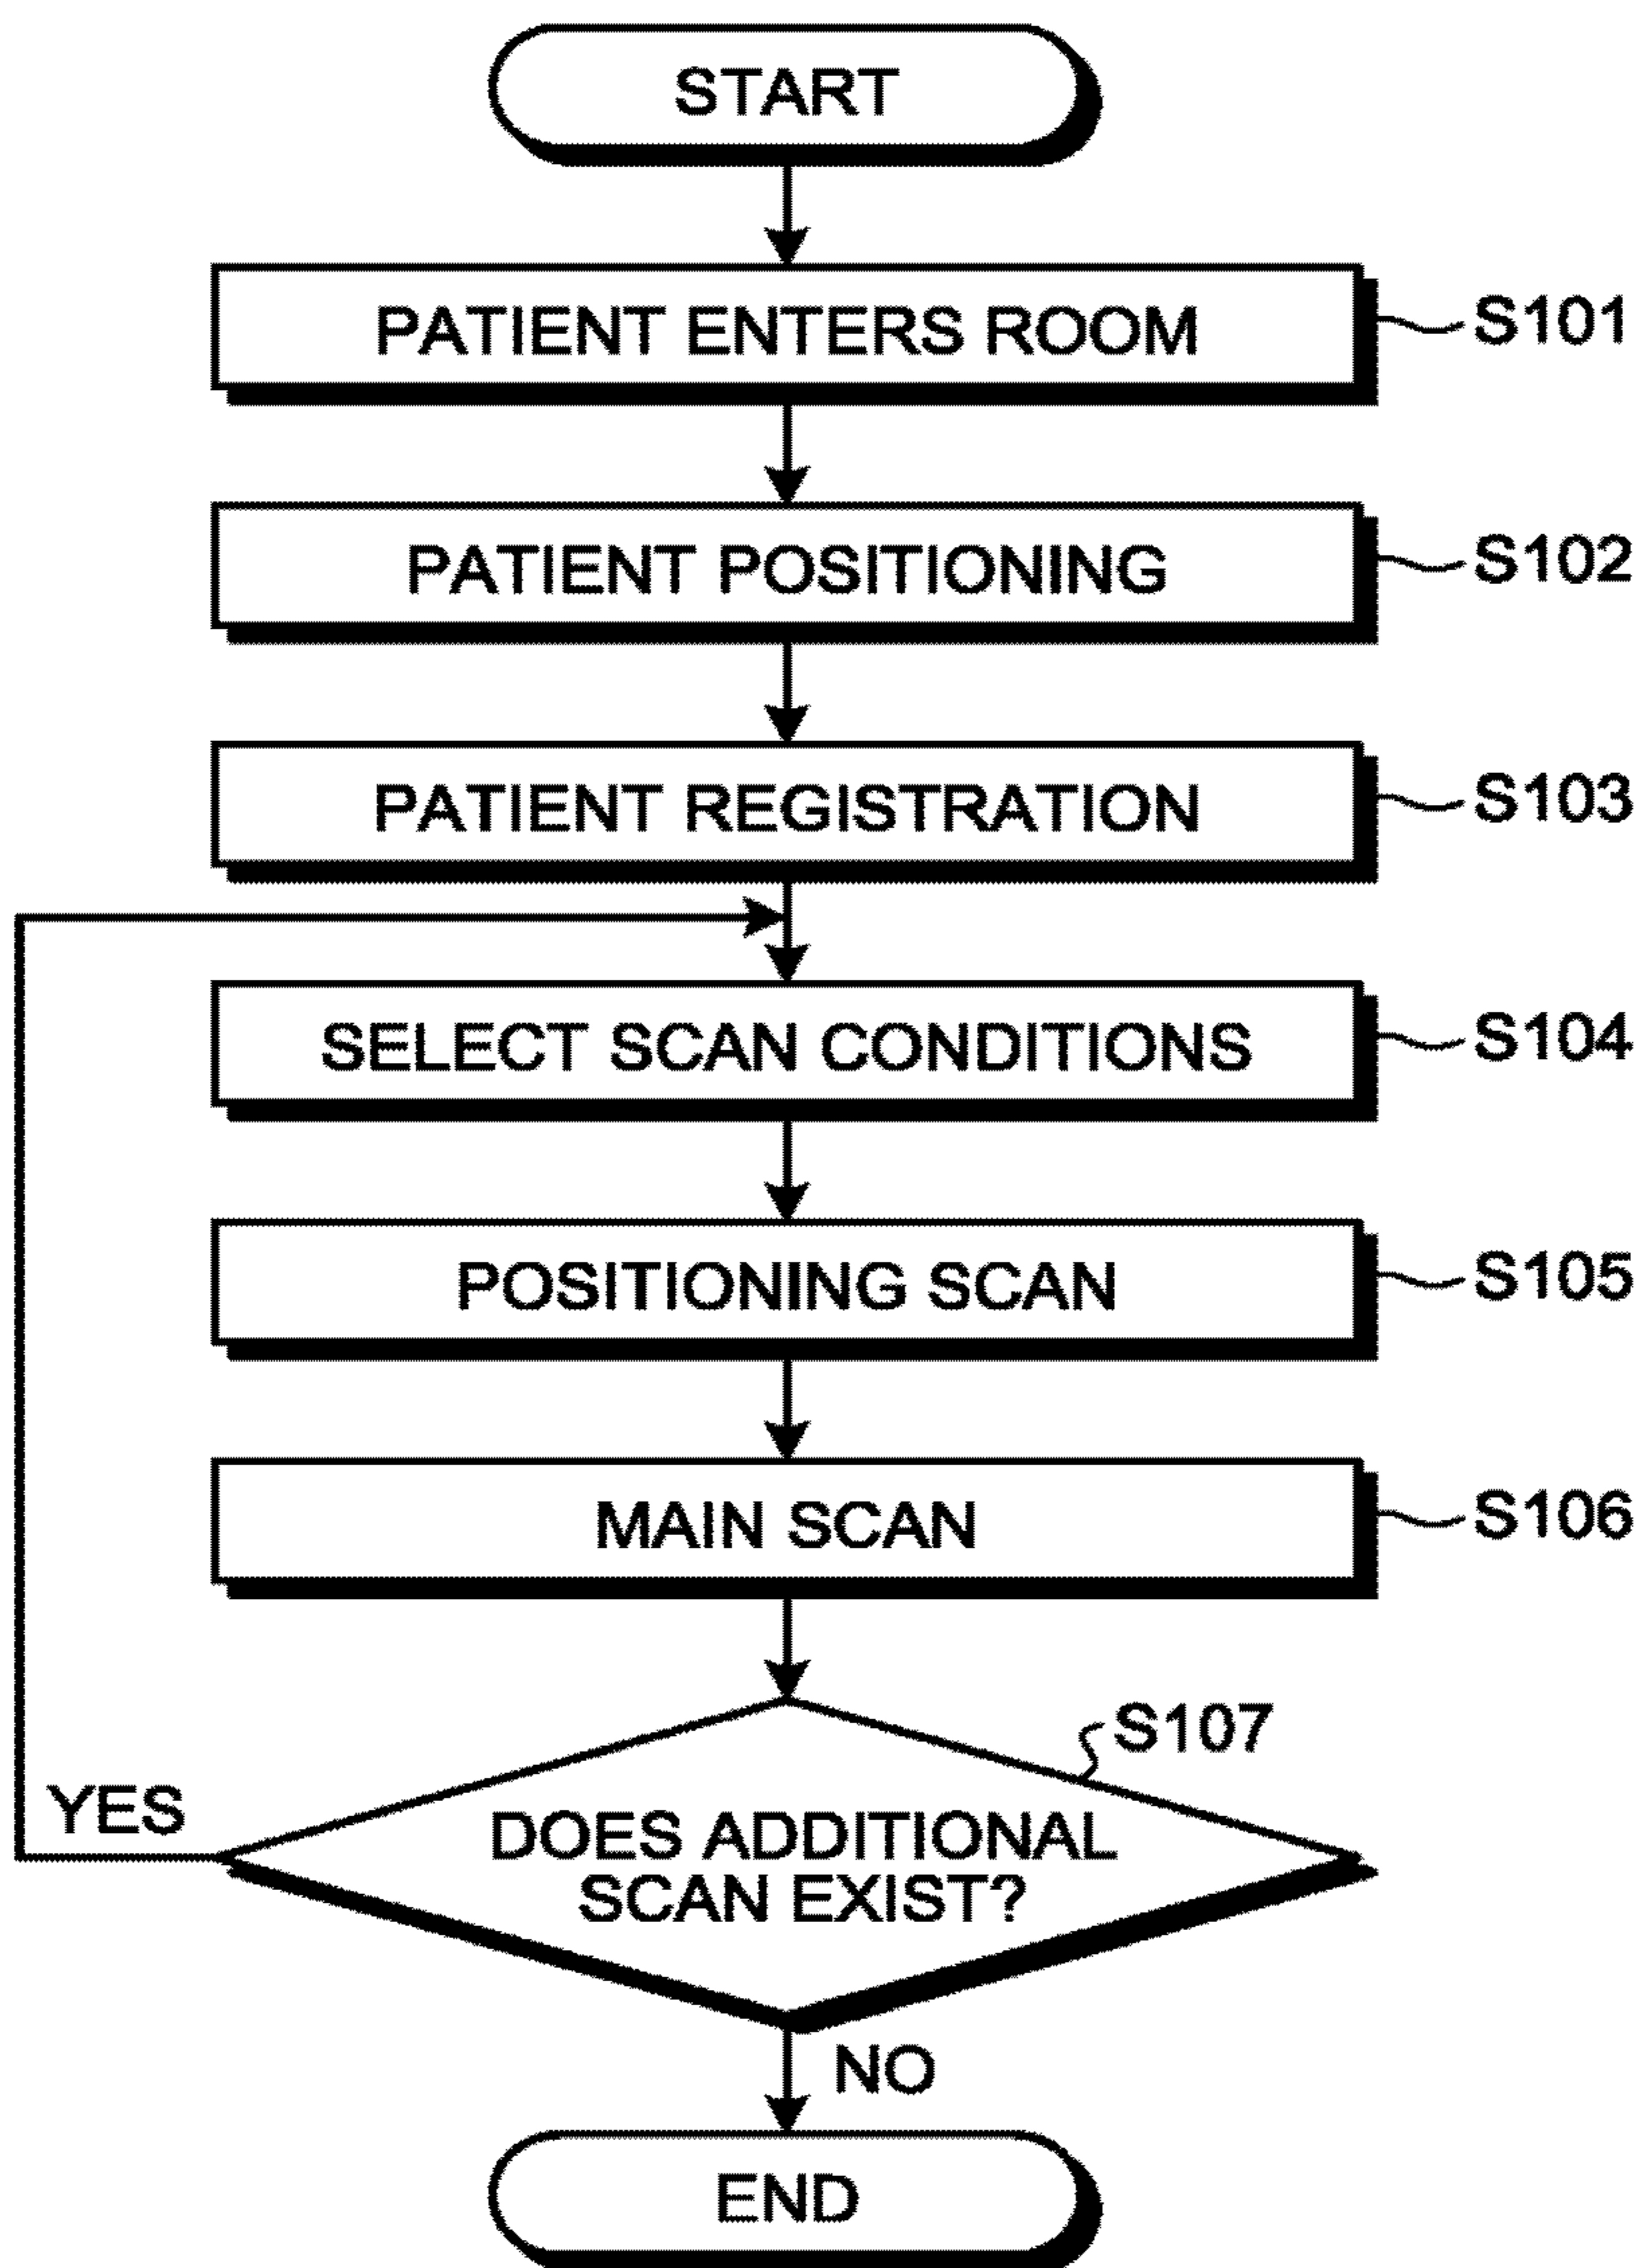 START
PATIENT ENTERS ROOM
S101
PATIENT POSITIONING
S102
PATIENT REGISTRATION
S103
SELECT SCAN CONDITIONS
S104
POSITIONING SCAN
S105
MAIN SCAN
S106
S107
YES
DOES ADDITIONAL
SCAN EXIST?
NO
END